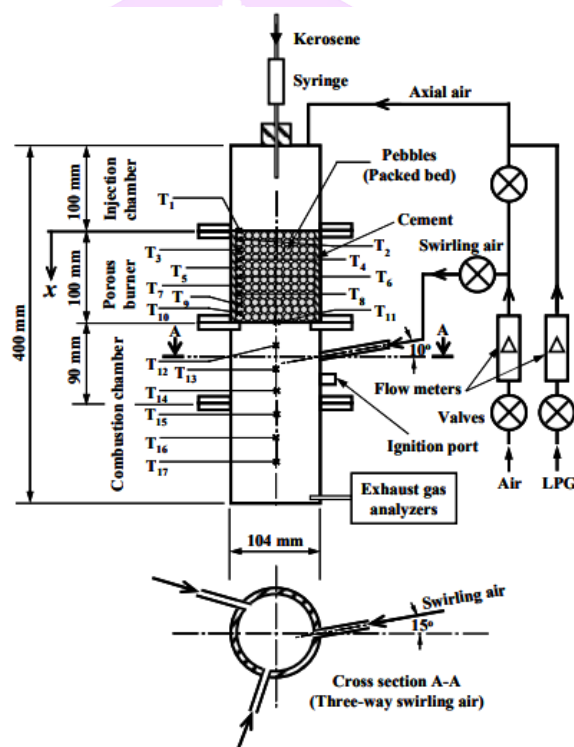 Kerosene
Syringe
Axial air
Pebbles
(Packed bed)
Cement
Swirling air
100 mm
Injection chamber
T1
T2
T3
T4
T5
T6
T7
T8
T9
T10
T11
x
100 mm
Porous
burner
400 mm
A
A
10°
90 mm
Combustion chamber
T12
T13
T14
T15
T16
T17
Flow meters
Ignition port
Valves
Air
LPG
Exhaust gas
analyzers
104 mm
Swirling air
15°
Cross section A-A
(Three-way swirling air)